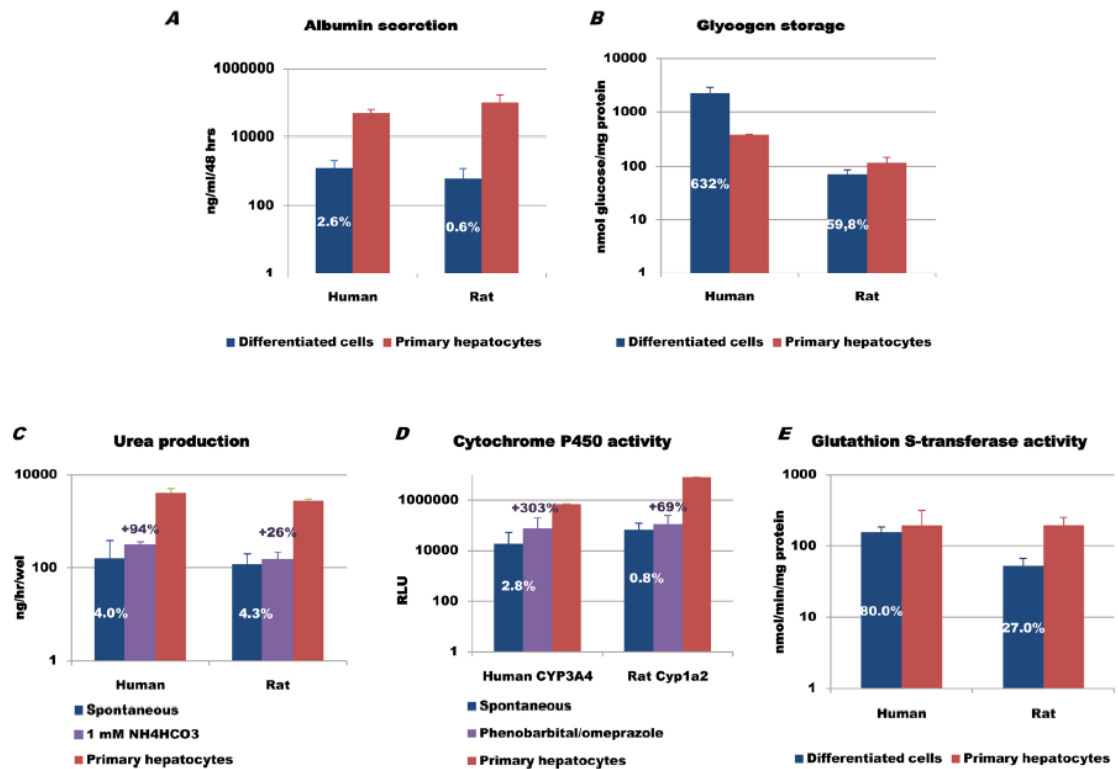 A Albumin secretion
1000000
10000
100
1
ng/ml/48 hrs
2.6%
0.6%
Human Rat
Differentiated cells Primary hepatocytes
B Glycogen storage
10000
1000
100
10
1
nmol glucose/mg protein
632%
59,8%
Human Rat
Differentiated cells Primary hepatocytes
C Urea production
10000
100
1
ng/hr/wel
+94%
+26%
4.0%
4.3%
Human Rat
Spontaneous
1 mM NH4HCO3
Primary hepatocytes
D Cytochrome P450 activity
1000000
10000
100
1
RLU
+303%
+69%
2.8%
0.8%
Human CYP3A4 Rat Cyp1a2
Spontaneous
Phenobarbital/omeprazole
Primary hepatocytes
E Glutathion S-transferase activity
1000
100
10
1
nmol/min/mg protein
80.0%
27.0%
Human Rat
Differentiated cells Primary hepatocytes